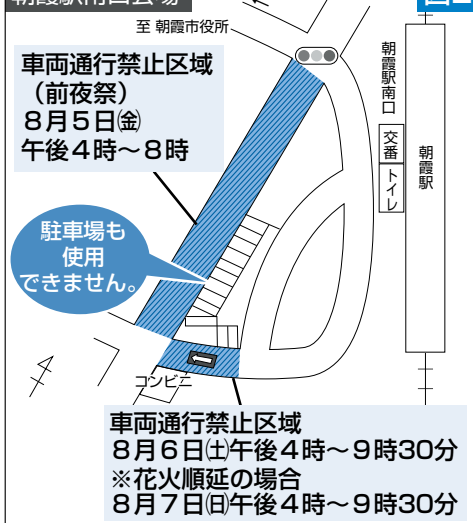 朝霞駅南口会場
図2
至 朝霞市役所
車両通行禁止区域
(前夜祭)
8月5日㈮
午後4時～8時
朝霞駅南口
交番
トイレ
朝霞駅
駐車場も
使用
できません。
コンビニ
車両通行禁止区域
8月6日㈯午後4時～9時30分
※花火順延の場合
8月7日㈰午後4時～9時30分